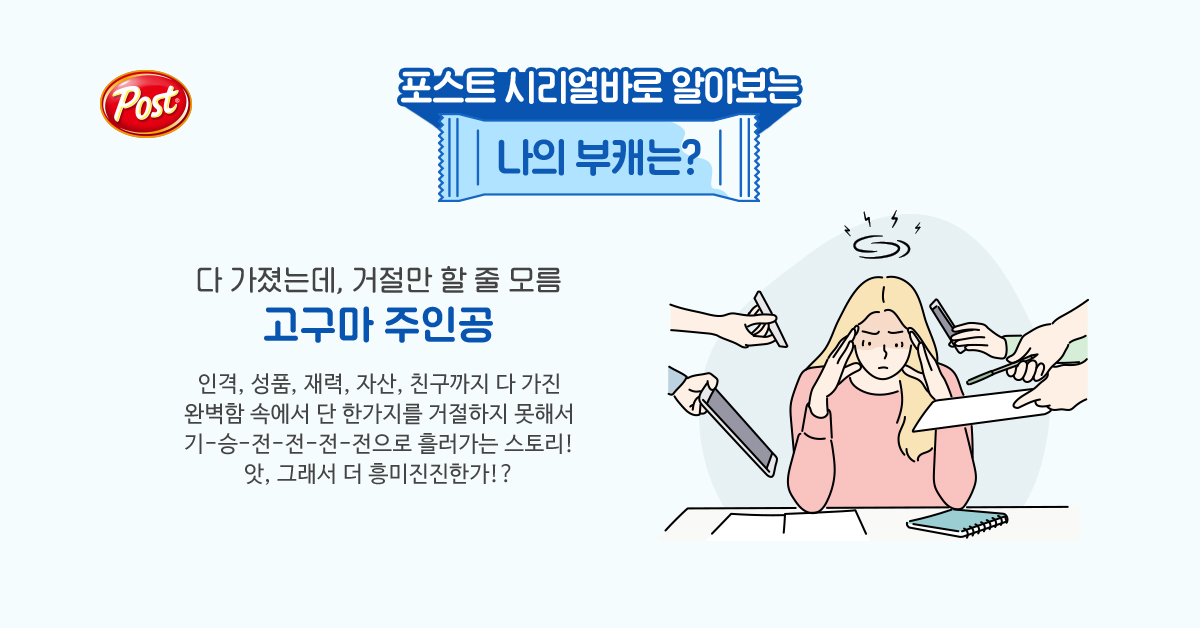 Post
포스트 시리얼바로 알아보는
나의 부캐는?
다 가졌는데, 거절만 할 줄 모름
고구마 주인공
인격, 성품, 재력, 자산, 친구까지 다 가진
완벽함 속에서 단 한가지를 거절하지 못해서
기-승-전-전-전-전으로 흘러가는 스토리!
앗, 그래서 더 흥미진진한가!?